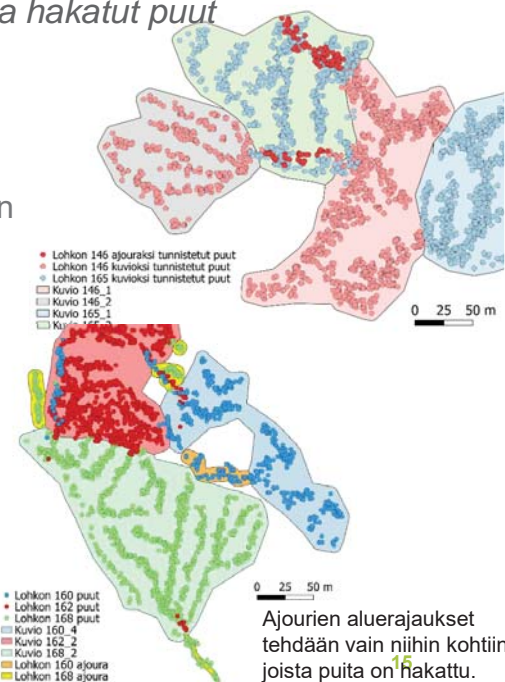 a hakatut puut
n
Lohkon 146 ajouraksi tunnistetut puut
Lohkon 146 kuvioksi tunnistetut puut
Lohkon 165 kuvioksi tunnistetut puut
Kuvio 146_1
Kuvio 146_2
Kuvio 165_1
0 25 50 m
Lohkon 160 puut
Lohkon 162 puut
Lohkon 168 puut
Kuvio 160_4
Kuvio 162_2
Kuvio 168_2
Lohkon 160 ajoura
Lohkon 168 ajoura
0 25 50 m
Ajourien aluerajaukset
tehdään vain niihin kohtiin
joista puita on hakattu.
15